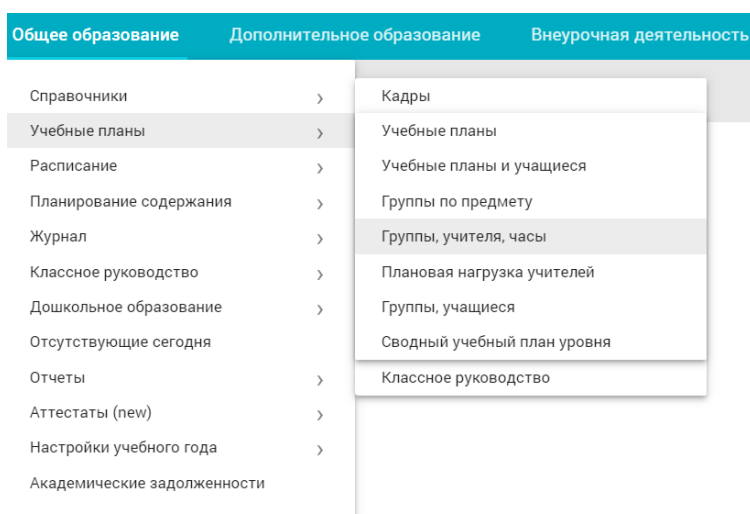 Общее образование Дополнительное образование Внеурочная деятельность
Справочники
Учебные планы
Расписание
Планирование содержания
Журнал
Классное руководство
Дошкольное образование
Отсутствующие сегодня
Отчеты
Аттестаты (new)
Настройки учебного года
Академические задолженности
Кадры
Учебные планы
Учебные планы и учащиеся
Группы по предмету
Группы, учителя, часы
Плановая нагрузка учителей
Группы, учащиеся
Сводный учебный план уровня
Классное руководство